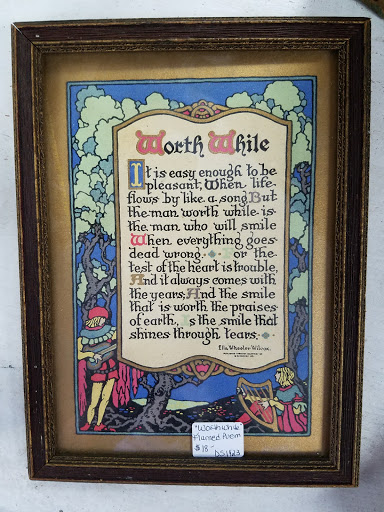 Worth While
It is easy enough to be
pleasant, When life
flows by like a song But
the man worth while is
the man who will smile
When everything goes
dead wrong. For the
test of the heart is trouble,
And it always comes with
the years; And the smile
that is worth the praises
of earth, Is the smile that
shines through tears.
Ella Wheeler Wilcox.
"Worthwhile"
Framed Poem
$18-